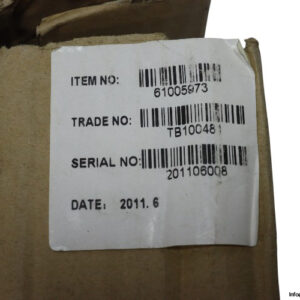 ITEM NO:
61005973
TRADE NO:
TB100481
SERIAL NO:
201106008
DATE: 2011. 6